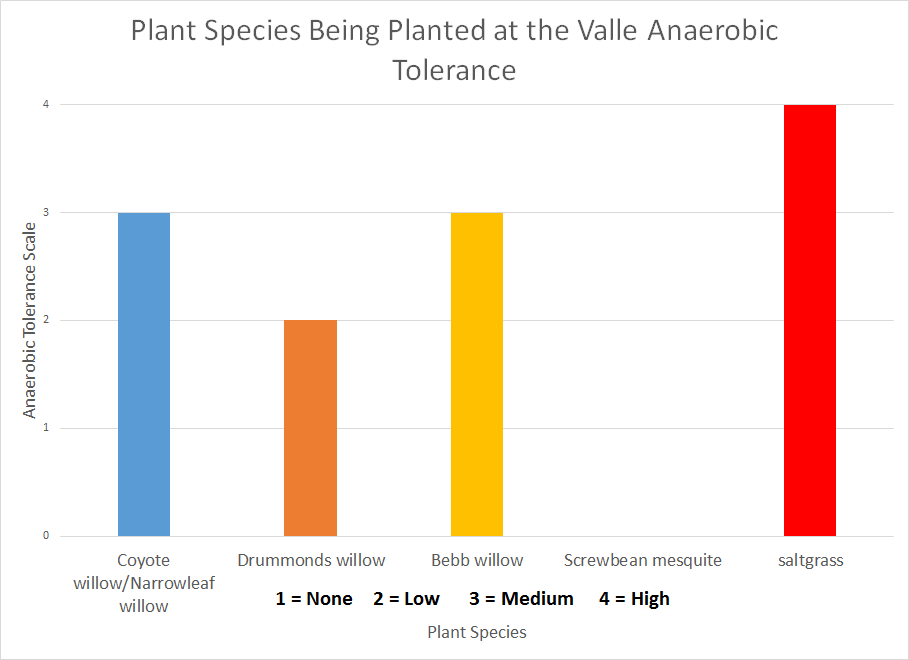 Plant Species Being Planted at the Valle Anaerobic
Tolerance
4
3
2
1
0
Anaerobic Tolerance Scale
Coyote
willow/Narrowleaf
willow
Drummonds willow
Bebb willow
Screwbean mesquite
saltgrass
1 = None 2 = Low 3 = Medium 4 = High
Plant Species